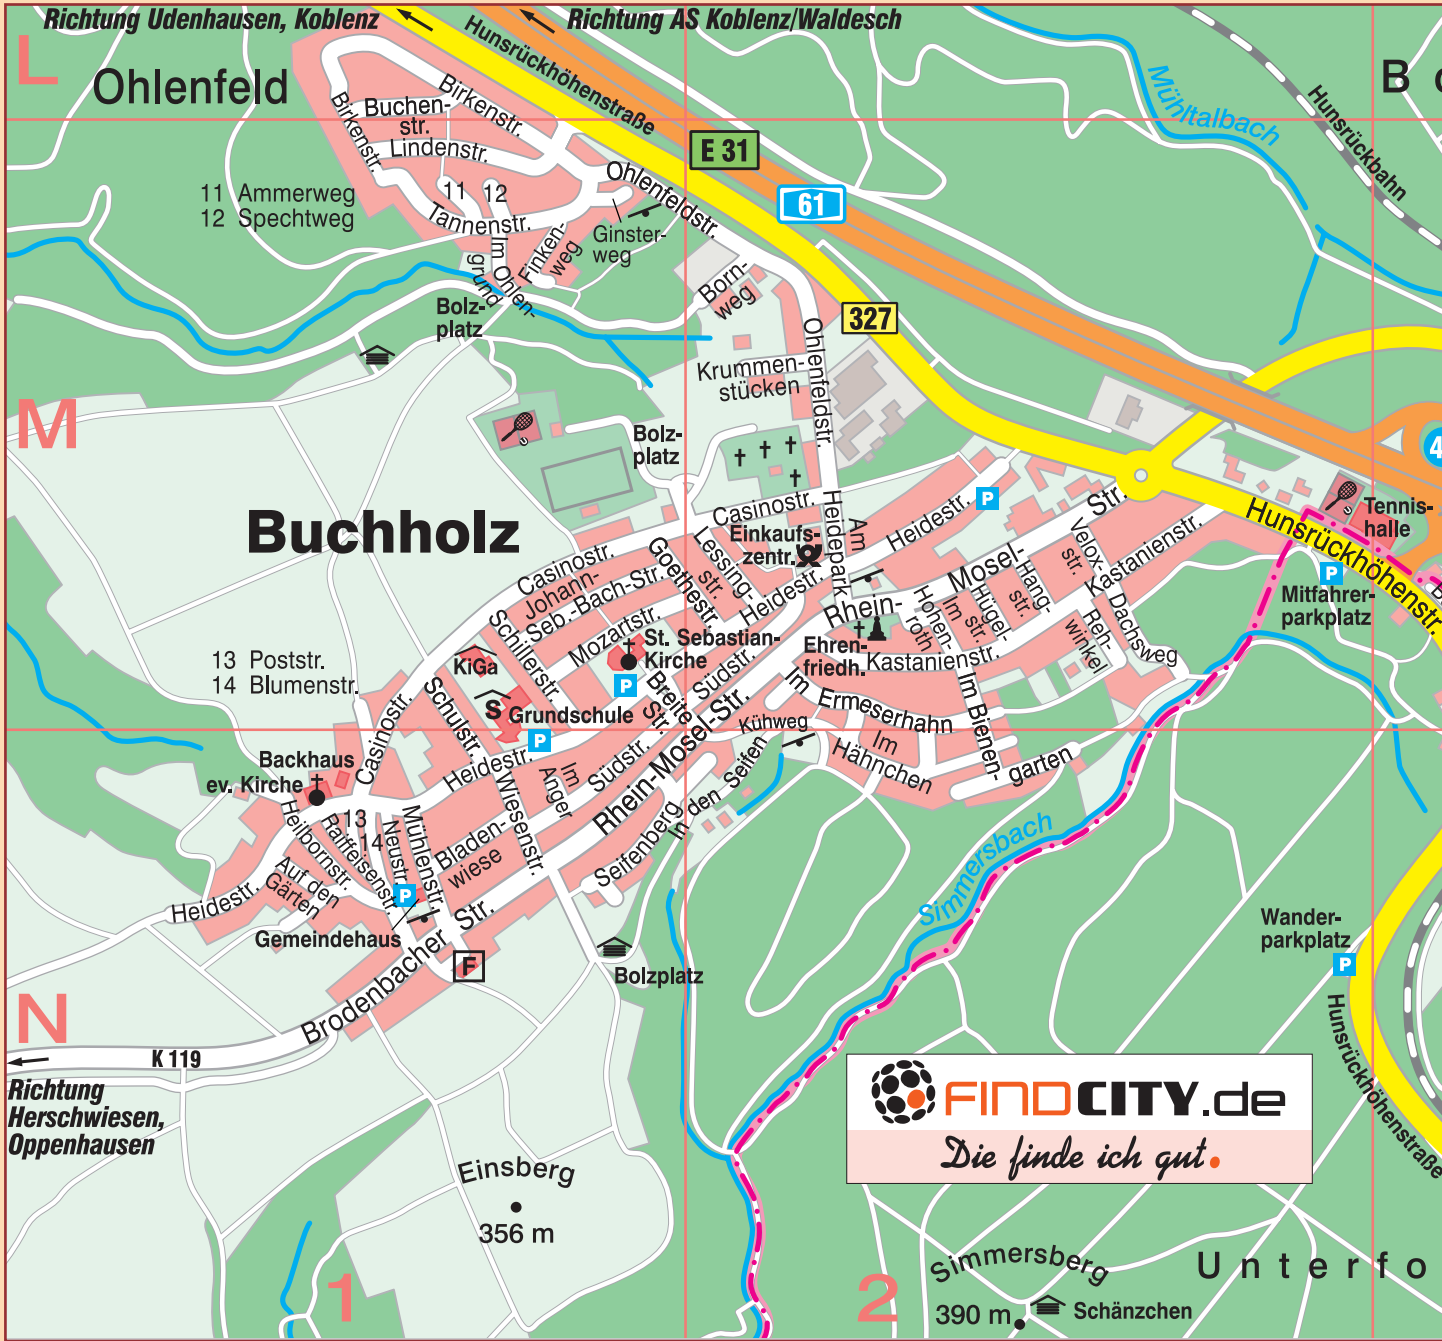 Richtung Udenhausen, Koblenz
Richtung AS Koblenz/Waldesch
L
Ohlenfeld
Hunsrückhöhenstraße
Birkenstr.
Birkenstr.
Buchen-
str.
Lindenstr.
E 31
61
Mühltalbach
Hunsrückbahn
B
11 Ammerweg
12 Spechtweg
11
12
Tannenstr.
Ohlenfeldstr.
Ginster-
weg
Finken-
weg
Im Ohlen-
grund
Bolz-
platz
Born-
weg
327
Krummen-
stücken
Ohlenfeldstr.
M
Bolz-
platz
4
Buchholz
Casinostr.
Casinostr.
Einkaufs-
zentr.
Heidepark
Am
Heidestr.
P
Str.
Hunsrückhöhenstr.
Tennis-
halle
P
Mitfahrer-
parkplatz
Johann-
Seb.-Bach-Str.
Goethestr.
Lessing-
str.
Heidestr.
Mosel-
Rhein-
Velox-
str.
Kastanienstr.
Hang-
str.
Hügel-
Im str.
Hohen-
roth
Dachsweg
Reh-
winkel
Mozartstr.
St. Sebastian-
Kirche
P
Schillerstr.
KiGa
S
Grundschule
P
Schulstr.
Ehren-
friedh.
Kastanienstr.
Südstr.
Breite
Str.
Im
Ermeserhahn
Im Bienen-
garten
Kühweg
Im
Hähnchen
13 Poststr.
14 Blumenstr.
Casinostr.
Backhaus
ev. Kirche
Heidestr.
Im
Anger
Südstr.
Rhein-Mosel-Str.
In den Seifen
Wiesenstr.
Seifenberg
13
14
Heilbornstr.
Raiffeisenstr.
Neustr.
Mühlenstr.
Bladen-
wiese
P
Heidestr.
Auf den
Gärten
Gemeindehaus
Brodenbacher Str.
F
Bolzplatz
Simmersbach
Wander-
parkplatz
P
Hunsrückhöhenstraße
N
K 119
Richtung
Herschwiesen,
Oppenhausen
FINDCITY.de
Die finde ich gut.
Einsberg
356 m
Simmersberg
390 m
Schänzchen
Unterfo
1
2